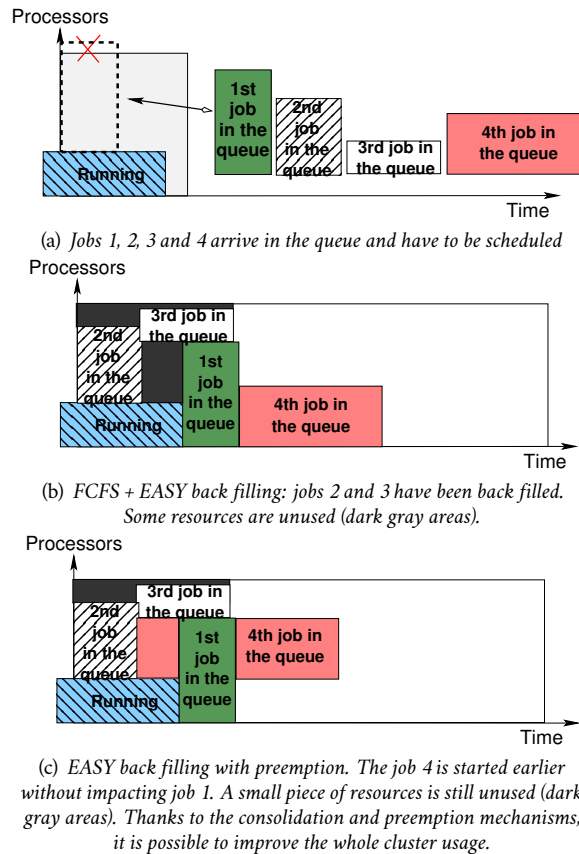 Processors
1st
job
in the
queue
2nd
job
in the
queue
3rd job in
the queue
4th job in
the queue
Running
Time
(a) Jobs 1, 2, 3 and 4 arrive in the queue and have to be scheduled
Processors
3rd job in
the queue
2nd
job
in the
queue
1st
job
in the
queue
4th job in
the queue
Running
Time
(b) FCFS + EASY back filling: jobs 2 and 3 have been back filled.
Some resources are unused (dark gray areas).
Processors
3rd job in
the queue
2nd
job
in the
queue
1st
job
in the
queue
4th job in
the queue
Running
Time
(c) EASY back filling with preemption. The job 4 is started earlier
without impacting job 1. A small piece of resources is still unused (dark
gray areas). Thanks to the consolidation and preemption mechanisms,
it is possible to improve the whole cluster usage.